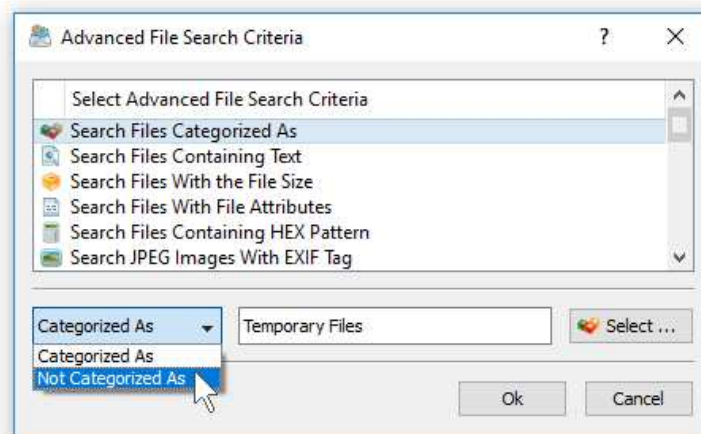 Advanced File Search Criteria ?
Select Advanced File Search Criteria
Search Files Categorized As
Search Files Containing Text
Search Files With the File Size
Search Files With File Attributes
Search Files Containing HEX Pattern
Search JPEG Images With EXIF Tag
Categorized As Temporary Files Select ...
Categorized As
Not Categorized As
Ok Cancel